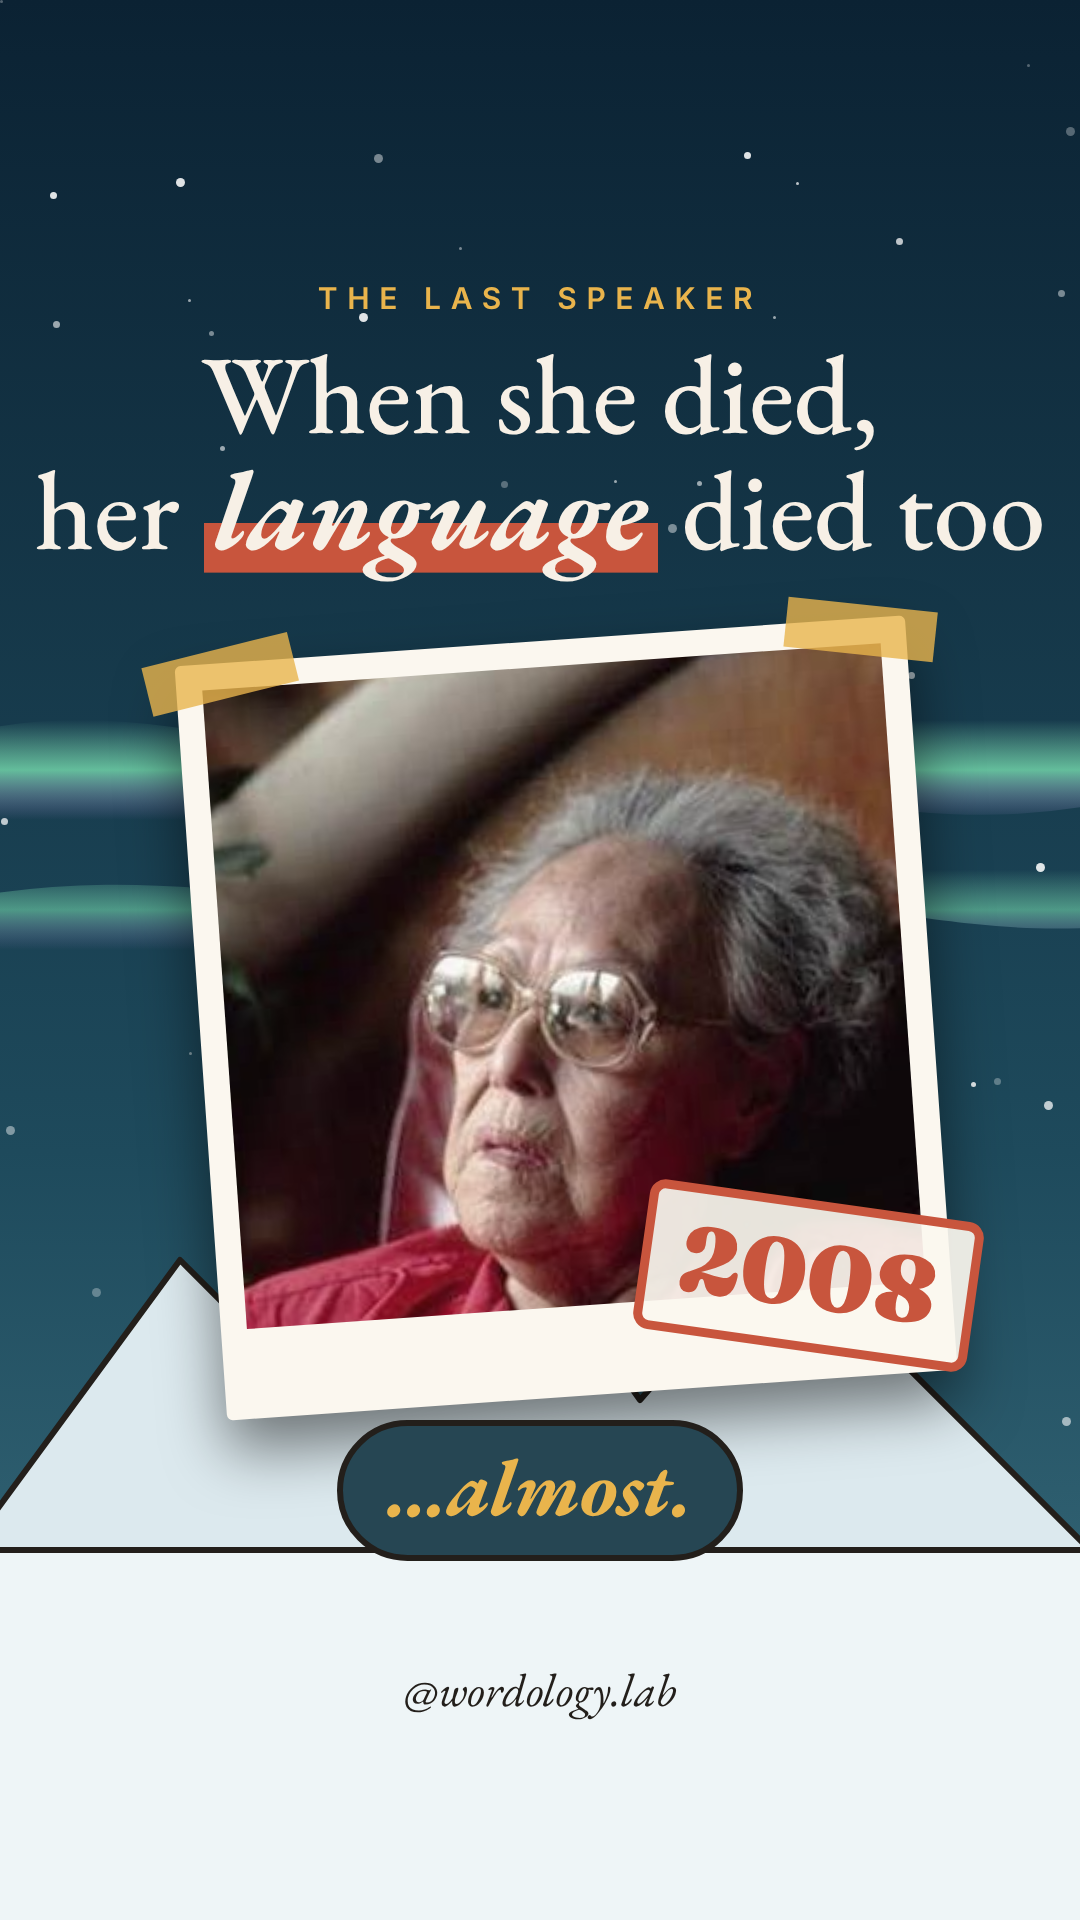 THE LAST SPEAKER
When she died,
her language died too
2008
...almost.
@wordology.lab